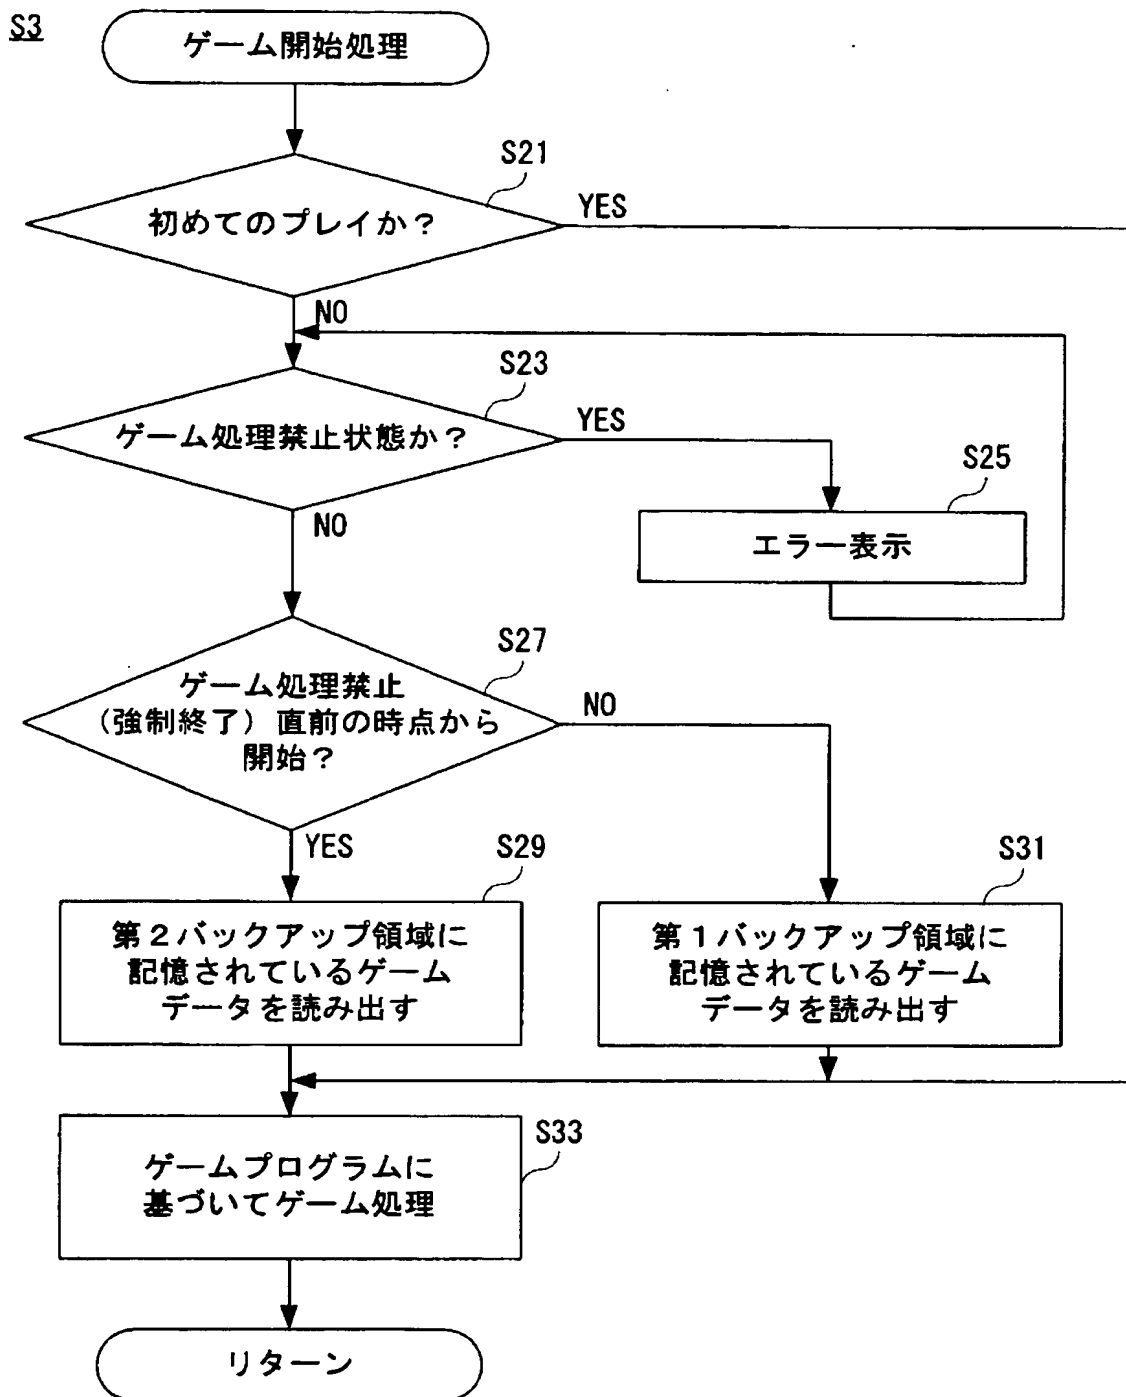 S3
ゲーム開始処理
S21
初めてのプレイか？
YES
NO
S23
ゲーム処理禁止状態か？
YES
S25
エラー表示
NO
S27
ゲーム処理禁止
（強制終了）直前の時点から
開始？
NO
YES
S29
第２バックアップ領域に
記憶されているゲーム
データを読み出す
S31
第１バックアップ領域に
記憶されているゲーム
データを読み出す
S33
ゲームプログラムに
基づいてゲーム処理
リターン